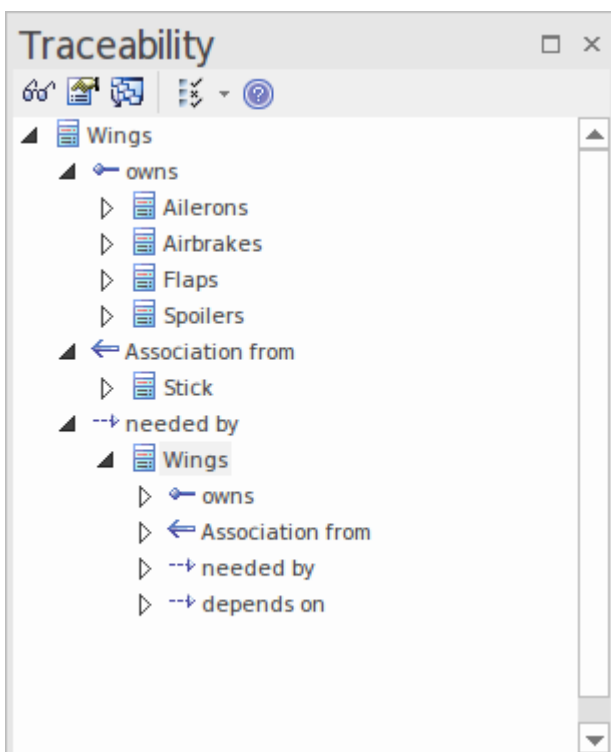 Traceability
Wings
owns
Ailerons
Airbrakes
Flaps
Spoilers
Association from
Stick
needed by
Wings
owns
Association from
needed by
depends on